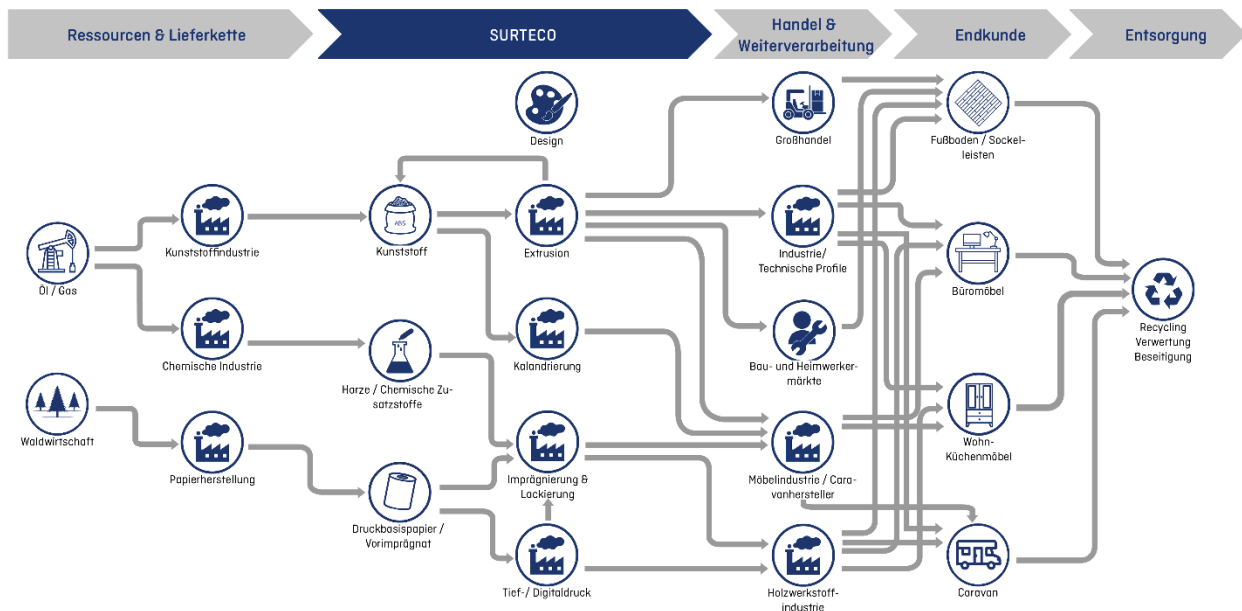 Ressourcen & Lieferkette
SURTECO
Handel &
Weiterverarbeitung
Endkunde
Entsorgung
Design
Großhandel
Fußboden / Sockel-
leisten
Kunststoffindustrie
ABS
Kunststoff
Extrusion
Industrie/
Technische Profile
Büromöbel
Öl / Gas
Recycling
Verwertung
Beseitigung
Chemische Industrie
Harze / Chemische Zu-
satzstoffe
Kalandrierung
Bau- und Heimwerker-
märkte
Waldwirtschaft
Papierherstellung
Imprägnierung &
Lackierung
Möbelindustrie / Cara-
vanhersteller
Wohn-
Küchenmöbel
Druckbasispapier /
Vorimprägnat
Tief-/ Digitaldruck
Holzwerkstoff-
industrie
Caravan